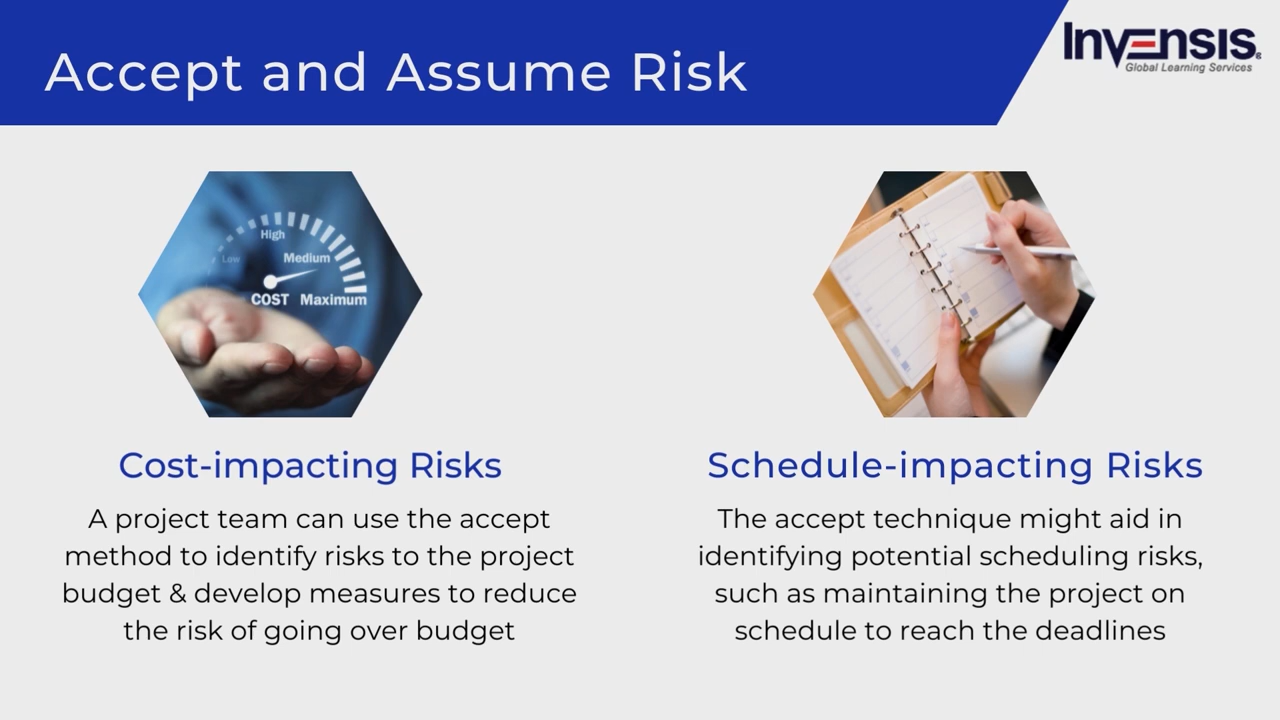 Accept and Assume Risk
Invensis
Global Learning Services
High
Low
Medium
COST Maximum
Cost-impacting Risks
A project team can use the accept
method to identify risks to the project
budget & develop measures to reduce
the risk of going over budget
Schedule-impacting Risks
The accept technique might aid in
identifying potential scheduling risks,
such as maintaining the project on
schedule to reach the deadlines